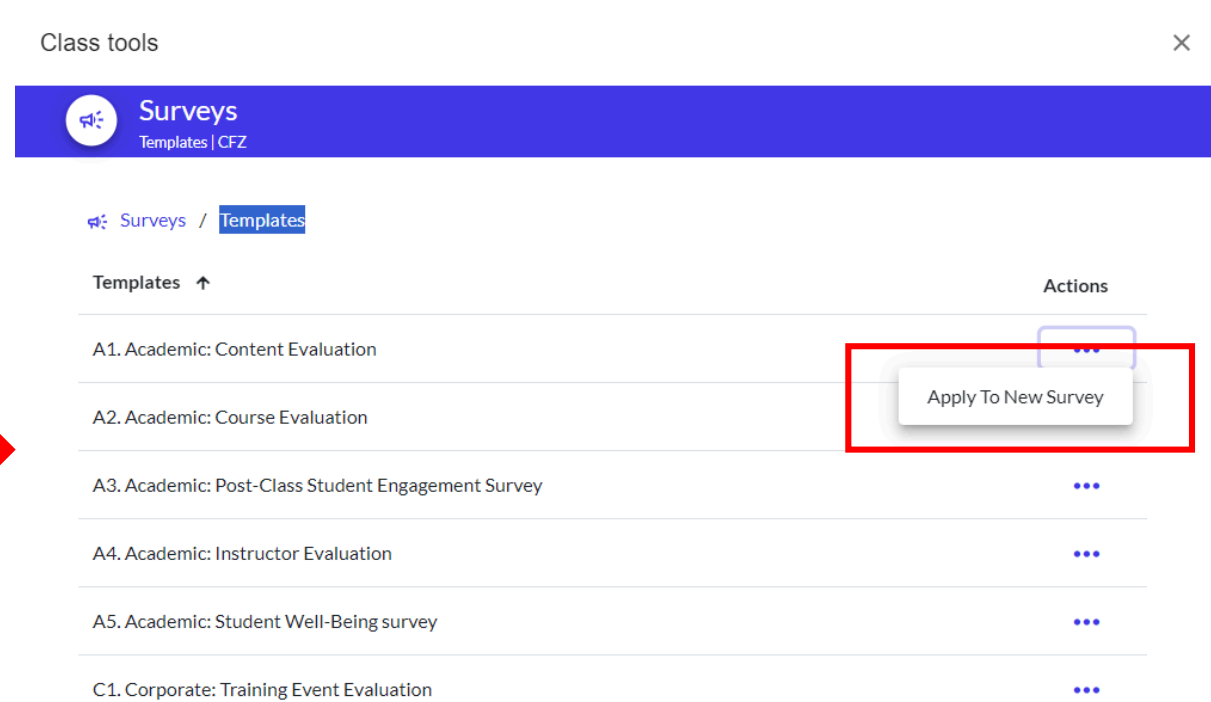 Class tools
Surveys
Templates | CFZ
Surveys / Templates
Templates
Actions
A1. Academic: Content Evaluation
Apply To New Survey
A2. Academic: Course Evaluation
A3. Academic: Post-Class Student Engagement Survey
A4. Academic: Instructor Evaluation
A5. Academic: Student Well-Being survey
C1. Corporate: Training Event Evaluation